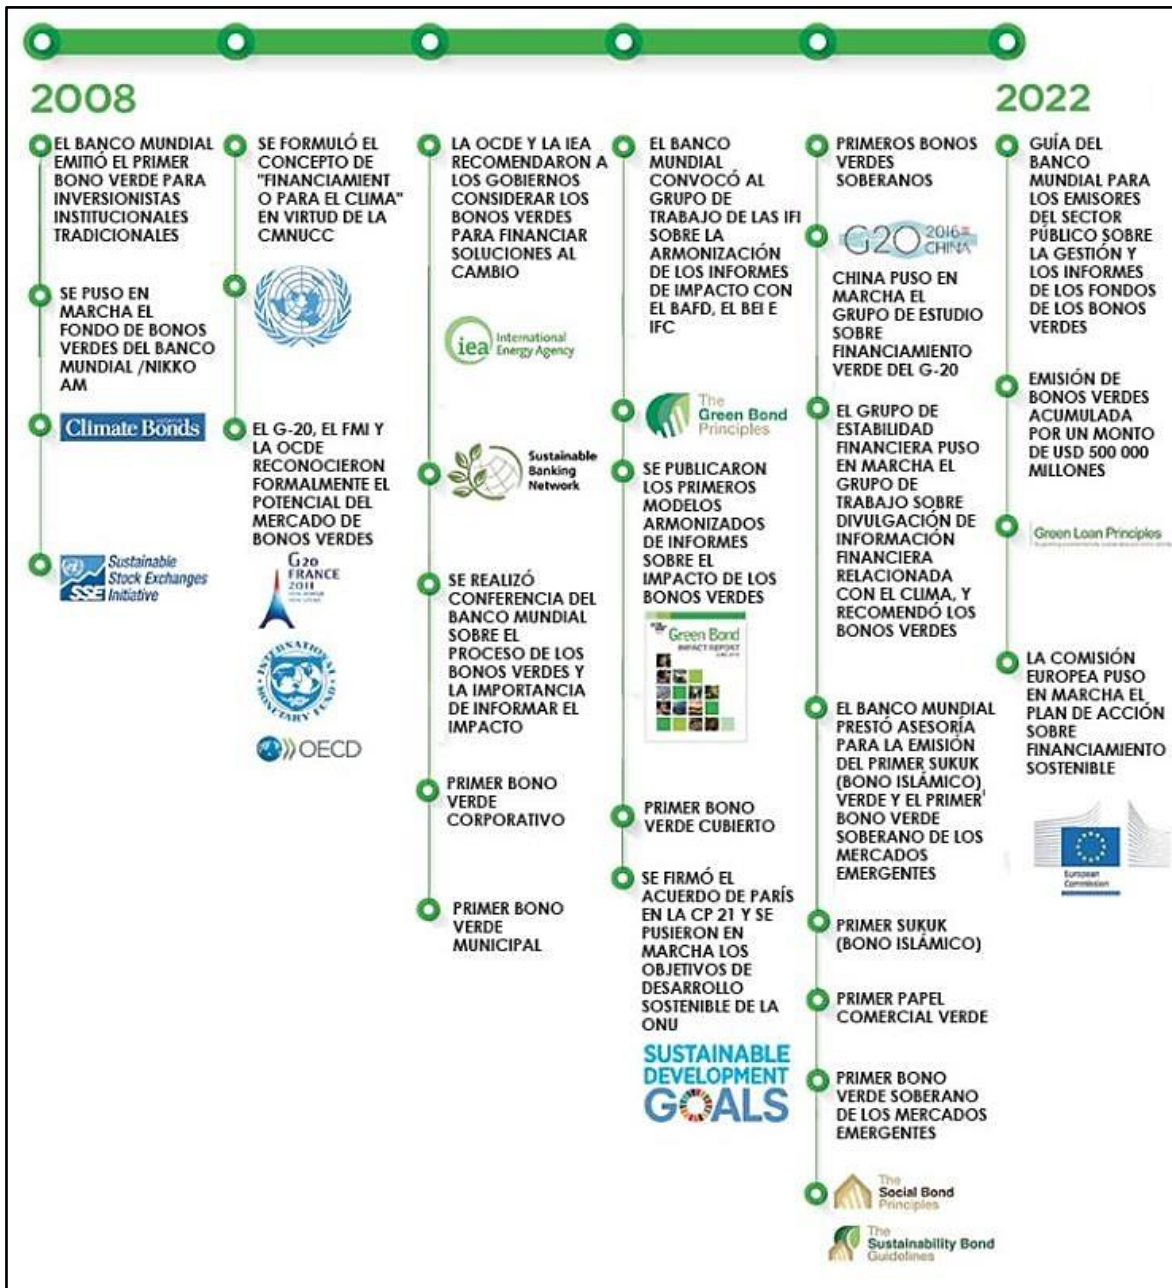 2008
2022
EL BANCO MUNDIAL
EMITIÓ EL PRIMER
BONO VERDE PARA
INVERSIONISTAS
INSTITUCIONALES
TRADICIONALES
SE PUSO EN
MARCHA EL
FONDO DE BONOS
VERDES DEL BANCO
MUNDIAL /NIKKO
AM
Climate Bonds
SSE
Sustainable
Stock Exchanges
Initiative
SE FORMULÓ EL
CONCEPTO DE
"FINANCIAMIENT
O PARA EL CLIMA"
EN VIRTUD DE LA
CMNUCC
EL G-20, EL FMI Y
LA OCDE
RECONOCIERON
FORMALMENTE EL
POTENCIAL DEL
MERCADO DE
BONOS VERDES
G20
FRANCE
2011
INTERNATIONAL
MONETARY FUND
OECD
LA OCDE Y LA IEA
RECOMENDARON A
LOS GOBIERNOS
CONSIDERAR LOS
BONOS VERDES
PARA FINANCIAR
SOLUCIONES AL
CAMBIO
iea
International
Energy Agency
Sustainable
Banking
Network
SE REALIZÓ
CONFERENCIA DEL
BANCO MUNDIAL
SOBRE EL
PROCESO DE LOS
BONOS VERDES Y
LA IMPORTANCIA
DE INFORMAR EL
IMPACTO
PRIMER BONO
VERDE
CORPORATIVO
PRIMER BONO
VERDE
MUNICIPAL
EL BANCO
MUNDIAL
CONVOCÓ AL
GRUPO DE
TRABAJO DE LAS IFI
SOBRE LA
ARMONIZACIÓN
DE LOS INFORMES
DE IMPACTO CON
EL BAFD, EL BEI E
IFC
The
Green Bond
Principles
SE PUBLICARON
LOS PRIMEROS
MODELOS
ARMONIZADOS
DE INFORMES
SOBRE EL
IMPACTO DE LOS
BONOS VERDES
Green Bond
IMPACT REPORT
PRIMER BONO
VERDE CUBIERTO
SE FIRMÓ EL
ACUERDO DE PARÍS
EN LA CP 21 Y SE
PUSIERON EN
MARCHA LOS
OBJETIVOS DE
DESARROLLO
SOSTENIBLE DE LA
ONU
SUSTAINABLE
DEVELOPMENT
GOALS
PRIMEROS BONOS
VERDES
SOBERANOS
G20 2016
CHINA
CHINA PUSO EN
MARCHA EL
GRUPO DE ESTUDIO
SOBRE
FINANCIAMIENTO
VERDE DEL G-20
EL GRUPO DE
ESTABILIDAD
FINANCIERA PUSO
EN MARCHA EL
GRUPO DE
TRABAJO SOBRE
DIVULGACIÓN DE
INFORMACIÓN
FINANCIERA
RELACIONADA
CON EL CLIMA, Y
RECOMENDÓ LOS
BONOS VERDES
EL BANCO MUNDIAL
PRESTÓ ASESORÍA
PARA LA EMISIÓN
DEL PRIMER SUKUK
(BONO ISLÁMICO)
VERDE Y EL PRIMER
BONO VERDE
SOBERANO DE LOS
MERCADOS
EMERGENTES
PRIMER SUKUK
(BONO ISLÁMICO)
PRIMER PAPEL
COMERCIAL VERDE
PRIMER BONO
VERDE SOBERANO
DE LOS MERCADOS
EMERGENTES
The
Social Bond
Principles
The
Sustainability Bond
Guidelines
GUÍA DEL
BANCO
MUNDIAL PARA
LOS EMISORES
DEL SECTOR
PÚBLICO SOBRE
LA GESTIÓN Y
LOS INFORMES
DE LOS FONDOS
DE LOS BONOS
VERDES
EMISIÓN DE
BONOS VERDES
ACUMULADA
POR UN MONTO
DE USD 500 000
MILLONES
Green Loan Principles
LA COMISIÓN
EUROPEA PUSO
EN MARCHA EL
PLAN DE ACCIÓN
SOBRE
FINANCIAMIENTO
SOSTENIBLE
European
Commission